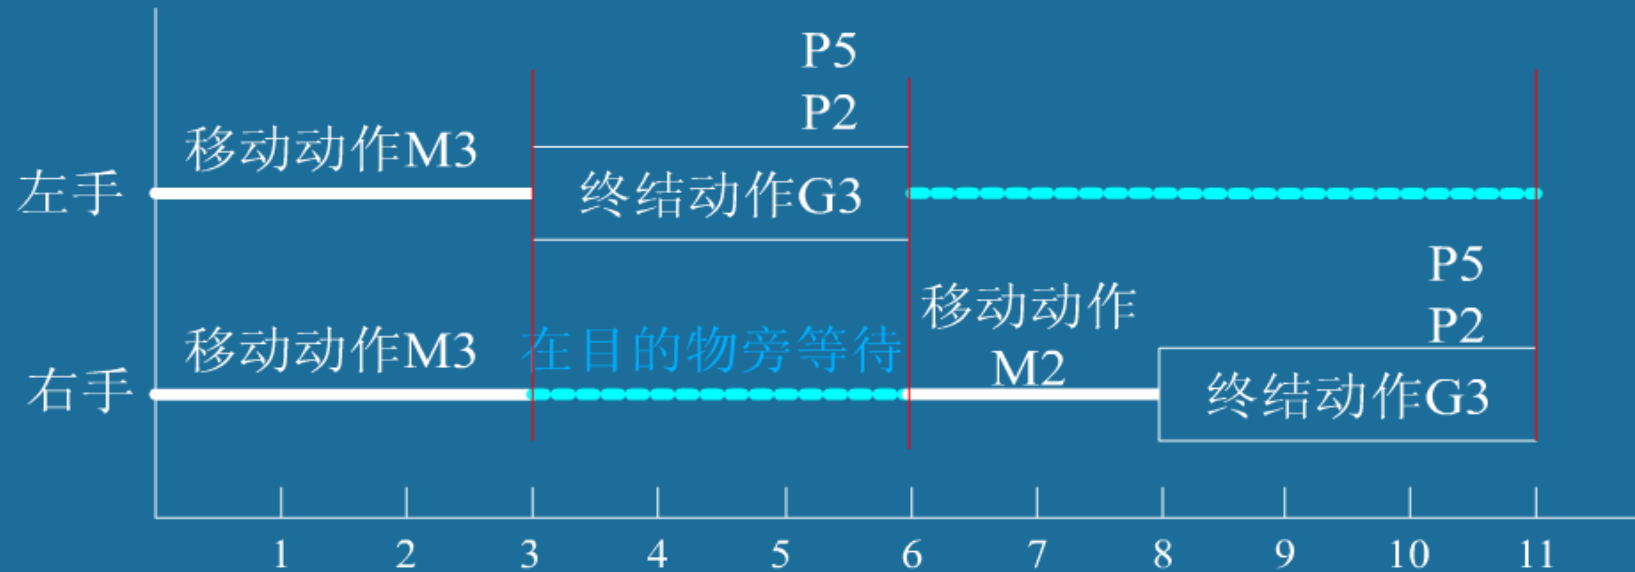 P5
P2
移动动作M3
左手
终结动作G3
P5
P2
移动动作
M2
移动动作M3
在目的物旁等待
右手
终结动作G3
1 2 3 4 5 6 7 8 9 10 11